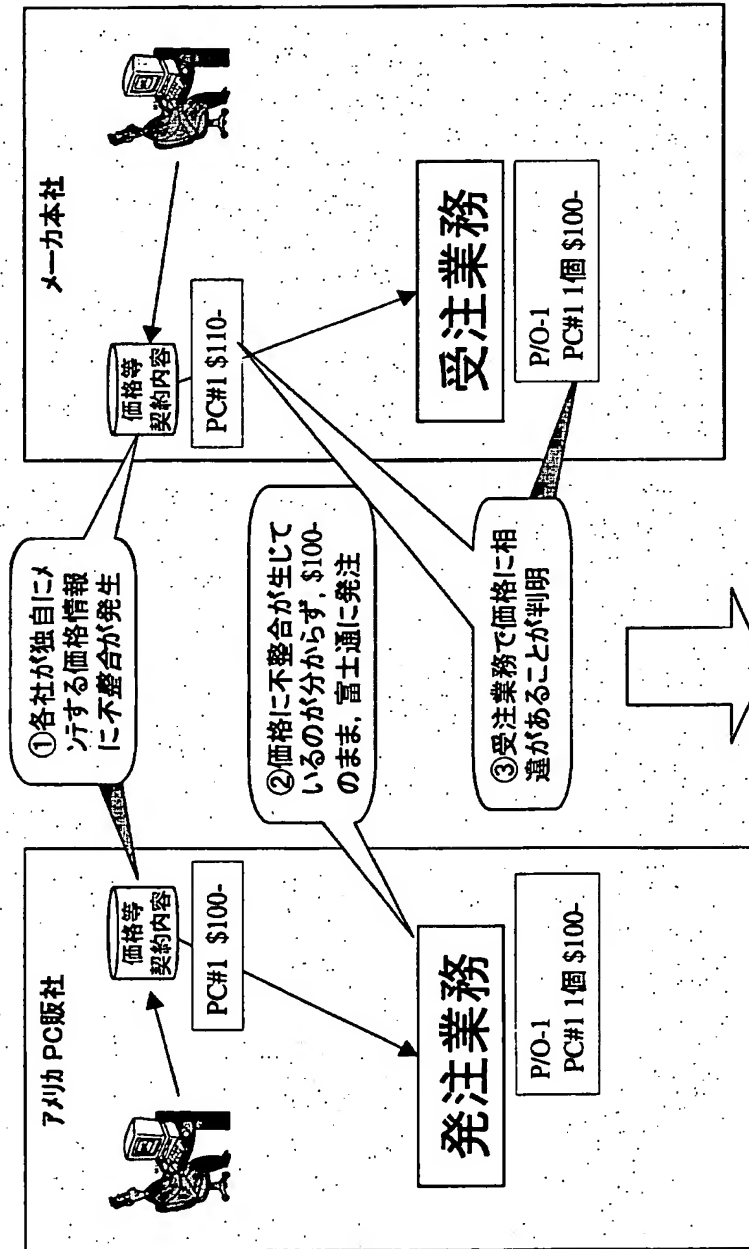 アメリカ PC販社
価格等
契約内容
PC#1 $100-
発注業務
P/O-1
PC#1 1個 $100-
①各社が独自にメ
ンテする価格情報
に不整合が発生
②価格に不整合が生じて
いるのが分からず, $100-
のまま, 富士通に発注
③受注業務で価格に相
違があることが判明
メーカ本社
価格等
契約内容
PC#1 $110-
受注業務
P/O-1
PC#1 1個 $100-